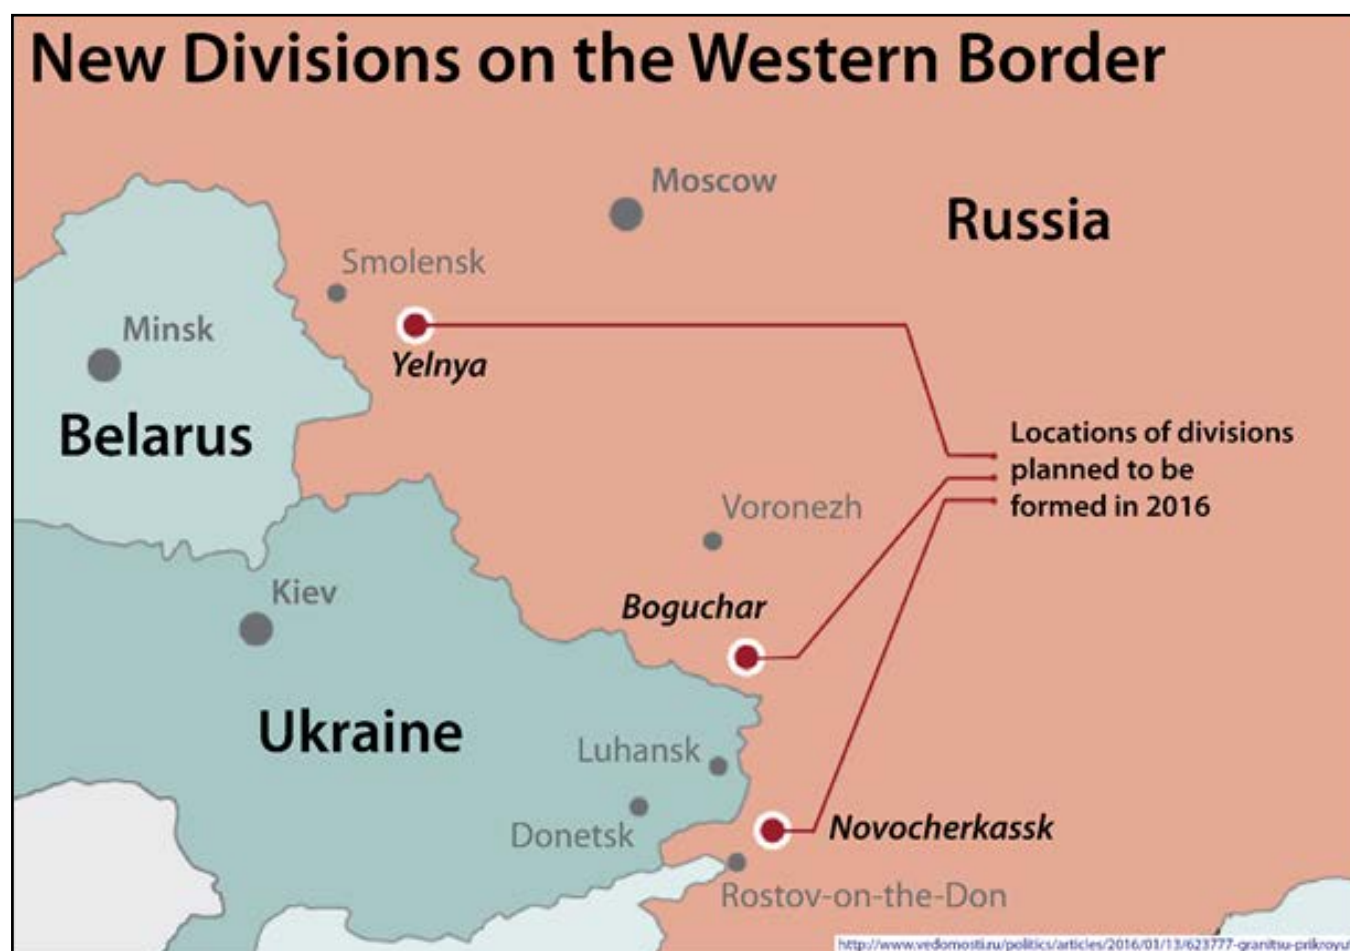 New Divisions on the Western Border
Moscow
Russia
Smolensk
Minsk
Yelnya
Belarus
Locations of divisions
planned to be
formed in 2016
Voronezh
Kiev
Boguchar
Ukraine
Luhansk
Donetsk
Novocherkassk
Rostov-on-the-Don
http://www.vedomosti.ru/politics/articles/2016/01/13/623777-granitsu-prikroyut